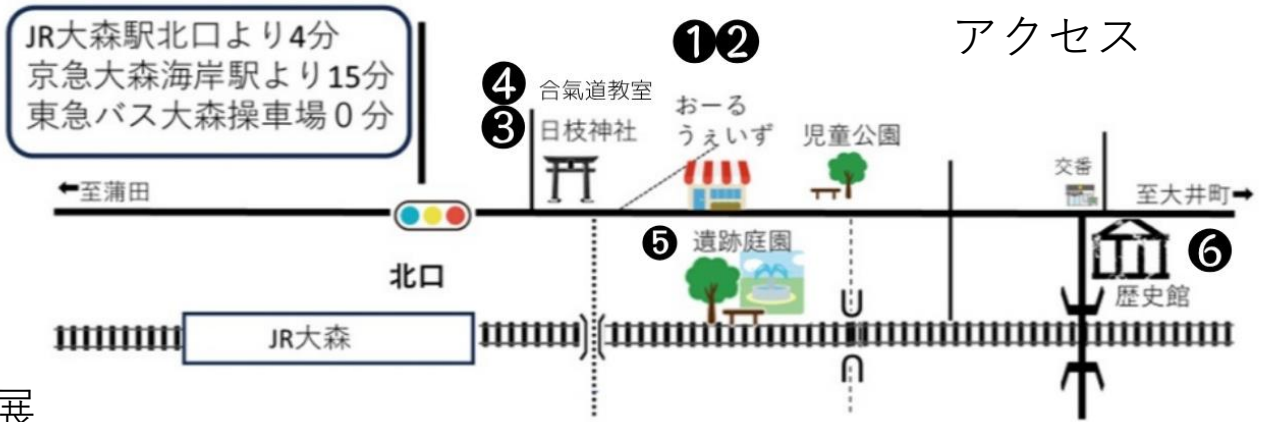 JR大森駅北口より4分
京急大森海岸駅より15分
東急バス大森操車場０分
アクセス
❶❷
❹ 合氣道教室
❸ 日枝神社
おーる
うぇいず
児童公園
交番
←至蒲田
至大井町→
❺ 遺跡庭園
❻
北口
歴史館
JR大森
展